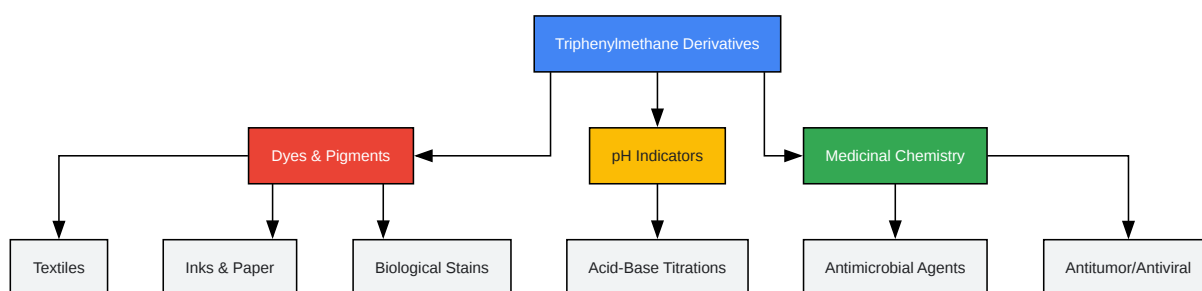 Triphenylmethane Derivatives
Dyes & Pigments
pH Indicators
Medicinal Chemistry
Textiles
Inks & Paper
Biological Stains
Acid-Base Titrations
Antimicrobial Agents
Antitumor/Antiviral